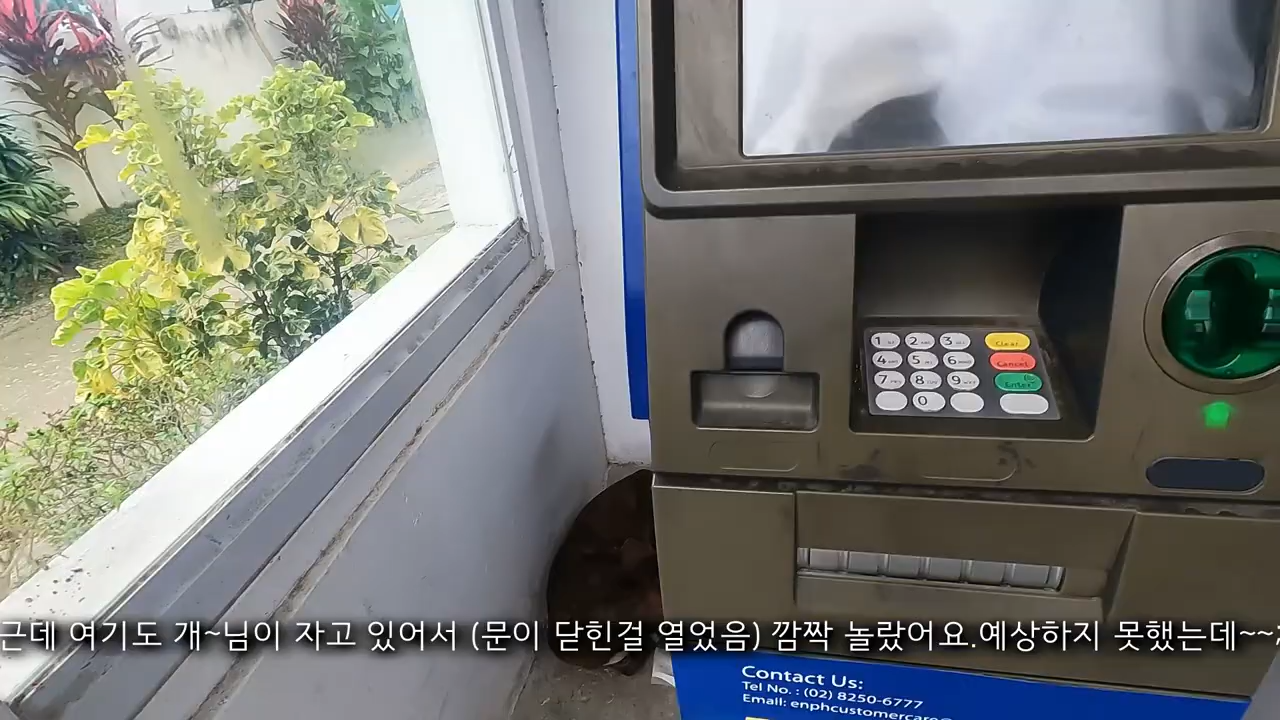 1 2 3 Clear
4 5 6 Cancel
7 8 9 Enter
0
근데 여기도 개~님이 자고 있어서 (문이 닫힌걸 열었음) 깜짝 놀랐어요.예상하지 못했는데~~
Contact Us:
Tel No. : (02) 8250-6777
Email: enphcustomercare